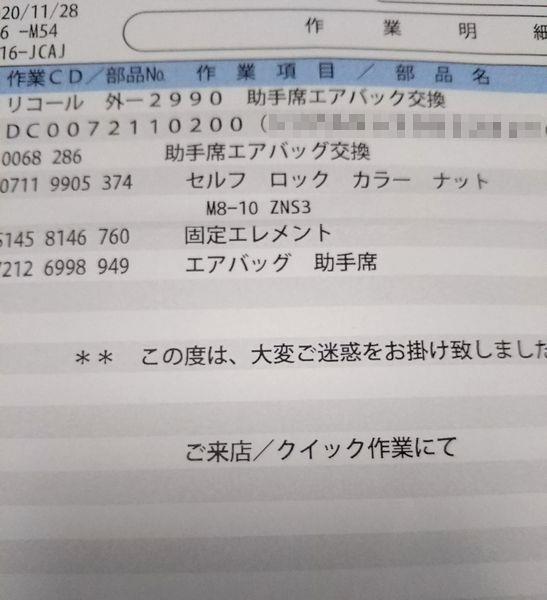 20/11/28
6 -M54
16-JCAJ
作 業 明 細
作業ＣＤ／部品№ 作 業 項 目 ／ 部 品 名
リコール 外－２９９０ 助手席エアバック交換
ＤＣ００７２１１０２００（
0068 286 助手席エアバッグ交換
0711 9905 374 セルフ ロック カラー ナット
M8-10 ZNS3
5145 8146 760 固定エレメント
7212 6998 949 エアバッグ 助手席
＊＊ この度は、大変ご迷惑をお掛け致しました
ご来店／クイック作業にて